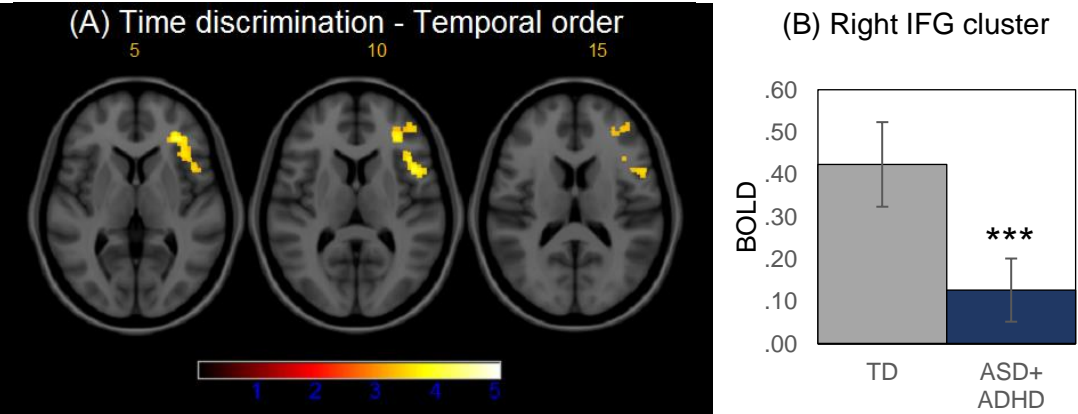 (A) Time discrimination - Temporal order
5 10 15
1 2 3 4 5
(B) Right IFG cluster
.60
.50
.40
.30
.20
.10
.00
BOLD
***
TD
ASD+
ADHD